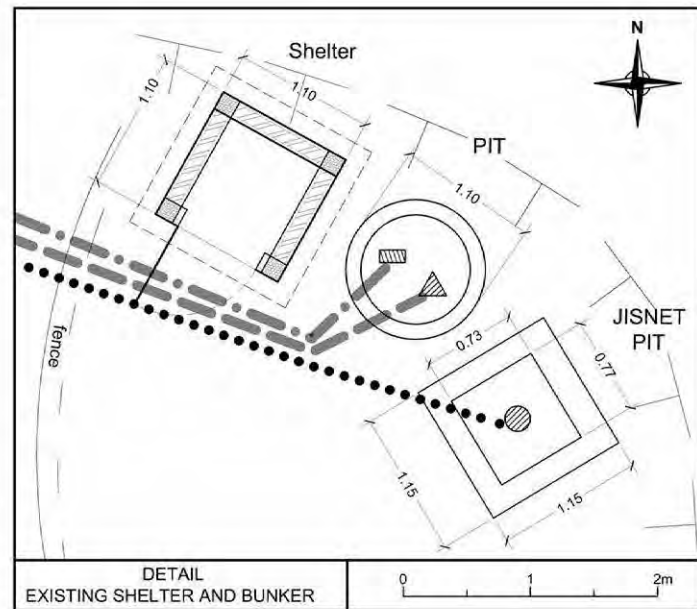 Shelter
N
1.10
1.10
PIT
1.10
JISNET
PIT
0.73
0.77
fence
1.15
1.15
DETAIL
EXISTING SHELTER AND BUNKER
0 1 2m